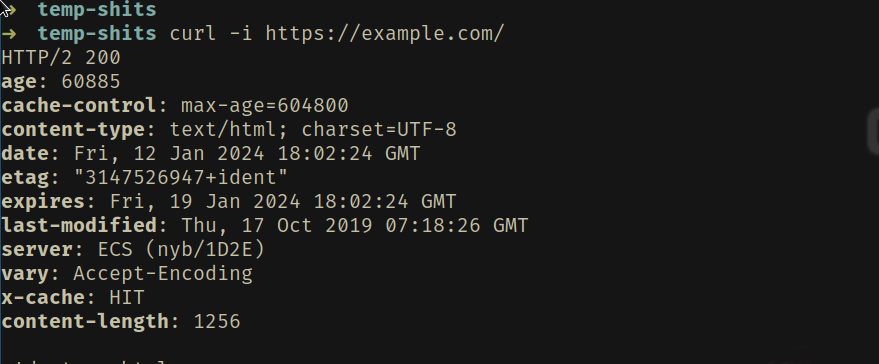 ➜ temp-shits
➜ temp-shits curl -i https://example.com/
HTTP/2 200
age: 60885
cache-control: max-age=604800
content-type: text/html; charset=UTF-8
date: Fri, 12 Jan 2024 18:02:24 GMT
etag: "3147526947+ident"
expires: Fri, 19 Jan 2024 18:02:24 GMT
last-modified: Thu, 17 Oct 2019 07:18:26 GMT
server: ECS (nyb/1D2E)
vary: Accept-Encoding
x-cache: HIT
content-length: 1256